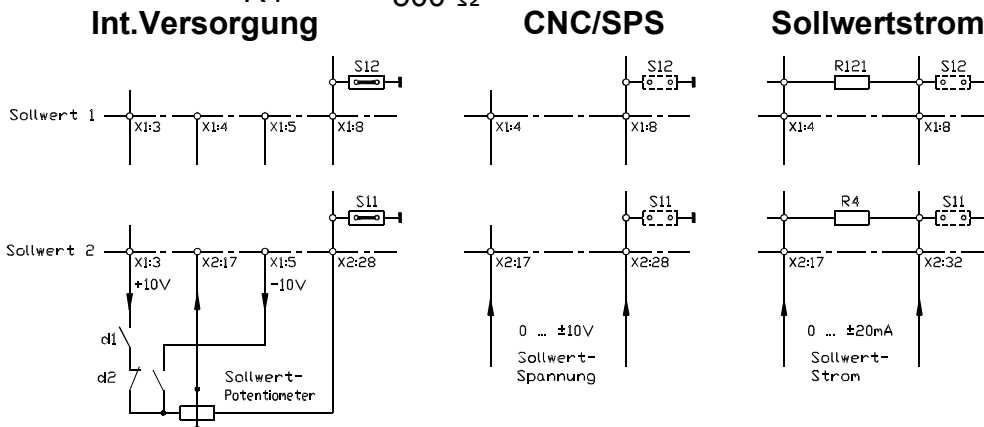 Int.Versorgung CNC/SPS Sollwertstrom
S12 S12 R121 S12
Sollwert 1 X1:3 X1:4 X1:5 X1:8 X1:4 X1:8 X1:4 X1:8
S11 S11 R4 S11
Sollwert 2 X1:3 X2:17 X1:5 X2:28 X2:17 X2:28 X2:17 X2:32
+10V -10V
d1 0 ... ±10V 0 ... ±20mA
d2 Sollwert- Sollwert- Sollwert-
Potentiometer Spannung Strom